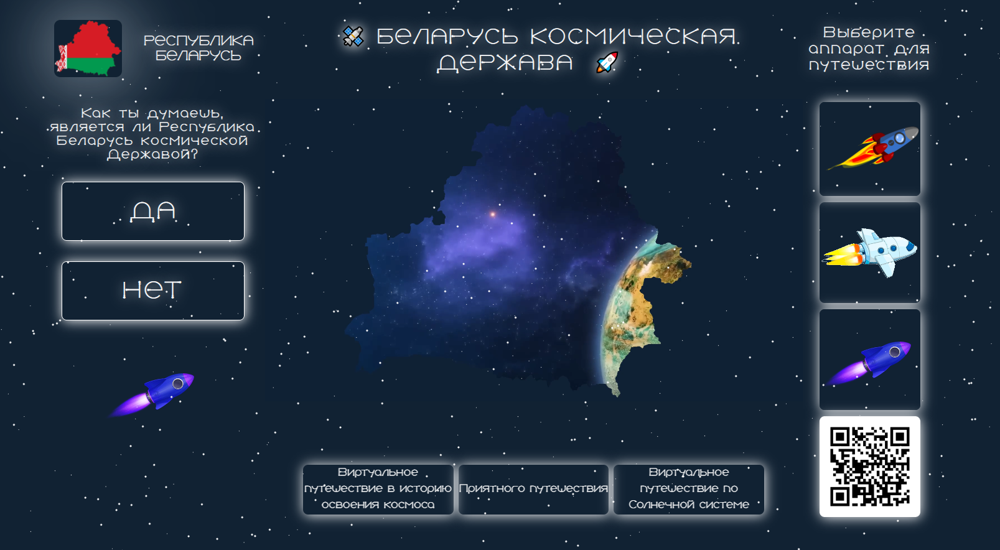 РЕСПУБЛИКА
БЕЛАРУСЬ
🛰 БЕЛАРУСЬ КОСМИЧЕСКАЯ
ДЕРЖАВА 🚀
Выберите
аппарат для
путешествия
Как ты думаешь,
является ли Республика
Беларусь космической
Державой?
ДА
НЕТ
Виртуальное
путешествие в историю
освоения космоса
Приятного путешествия
Виртуальное
путешествие по
Солнечной системе